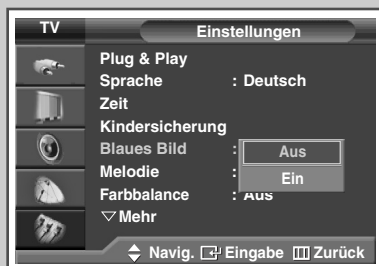 TV
Einstellungen
Plug & Play
Sprache : Deutsch
Zeit
Kindersicherung
Blaues Bild : Aus
Melodie : Ein
Farbbalance : Aus
▽Mehr
Navig. Eingabe Zurück